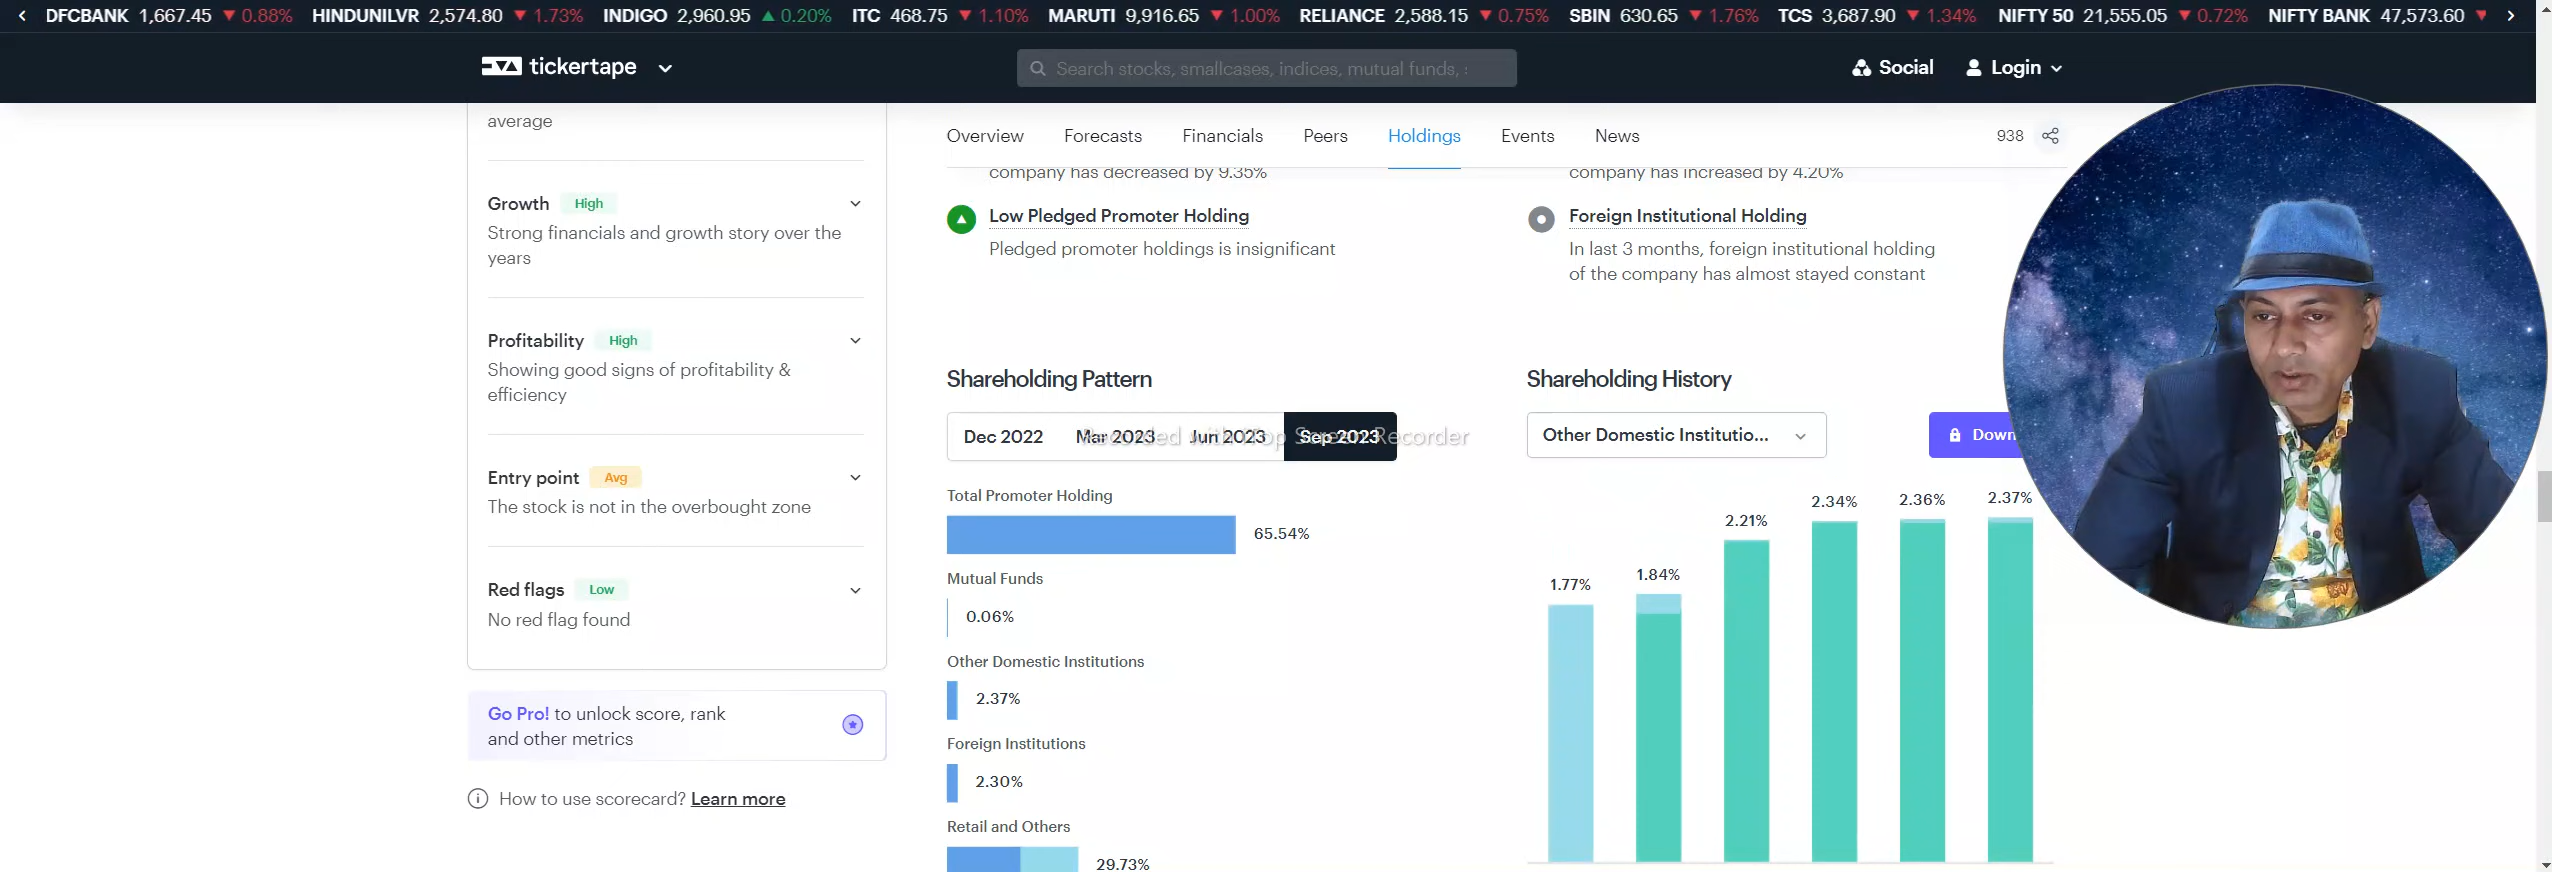 DFCBANK 1,667.45 ▼ 0.88% HINDUNILVR 2,574.80 ▼ 1.73% INDIGO 2,960.95 ▲ 0.20% ITC 468.75 ▼ 1.10% MARUTI 9,916.65 ▼ 1.00% RELIANCE 2,588.15 ▼ 0.75% SBIN 630.65 ▼ 1.76% TCS 3,687.90 ▼ 1.34% NIFTY 50 21,555.05 ▼ 0.72% NIFTY BANK 47,573.60 ▼
tickertape
Search stocks, smallcases, indices, mutual funds, :
Social Login
average
Growth High
Strong financials and growth story over the
years
Profitability High
Showing good signs of profitability &
efficiency
Entry point Avg
The stock is not in the overbought zone
Red flags Low
No red flag found
Go Pro! to unlock score, rank
and other metrics
How to use scorecard? Learn more
Overview Forecasts Financials Peers Holdings Events News 938
company has decreased by 9.35%
Low Pledged Promoter Holding
Pledged promoter holdings is insignificant
company has increased by 4.20%
Foreign Institutional Holding
In last 3 months, foreign institutional holding
of the company has almost stayed constant
Shareholding Pattern
Dec 2022 Mar 2023 Jun 2023 Sep 2023
Recorded with iTop Screen Recorder
Total Promoter Holding
65.54%
Mutual Funds
0.06%
Other Domestic Institutions
2.37%
Foreign Institutions
2.30%
Retail and Others
29.73%
Shareholding History
Other Domestic Institutio...
Down
1.77% 1.84% 2.21% 2.34% 2.36% 2.37%